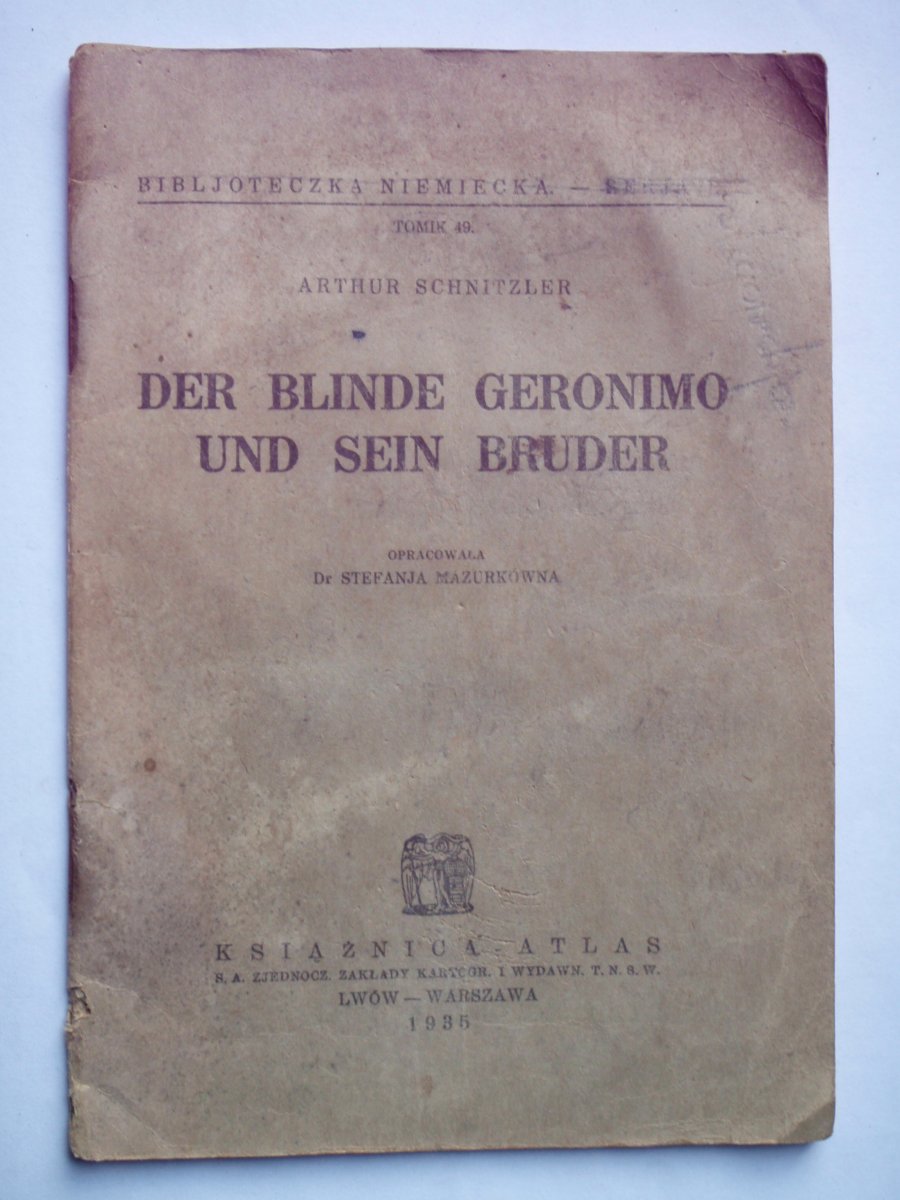 BIBLJOTECZKA NIEMIECKA. — SERJA
TOMIK 49.
ARTHUR SCHNITZLER
DER BLINDE GERONIMO
UND SEIN BRUDER
OPRACOWAŁA
Dr STEFANJA MAZURKÓWNA
KSIĄŻNICA-ATLAS
S. A. ZJEDNOCZ. ZAKŁADY KARTOGR. I WYDAWN. T. N. S. W.
LWÓW — WARSZAWA
1935